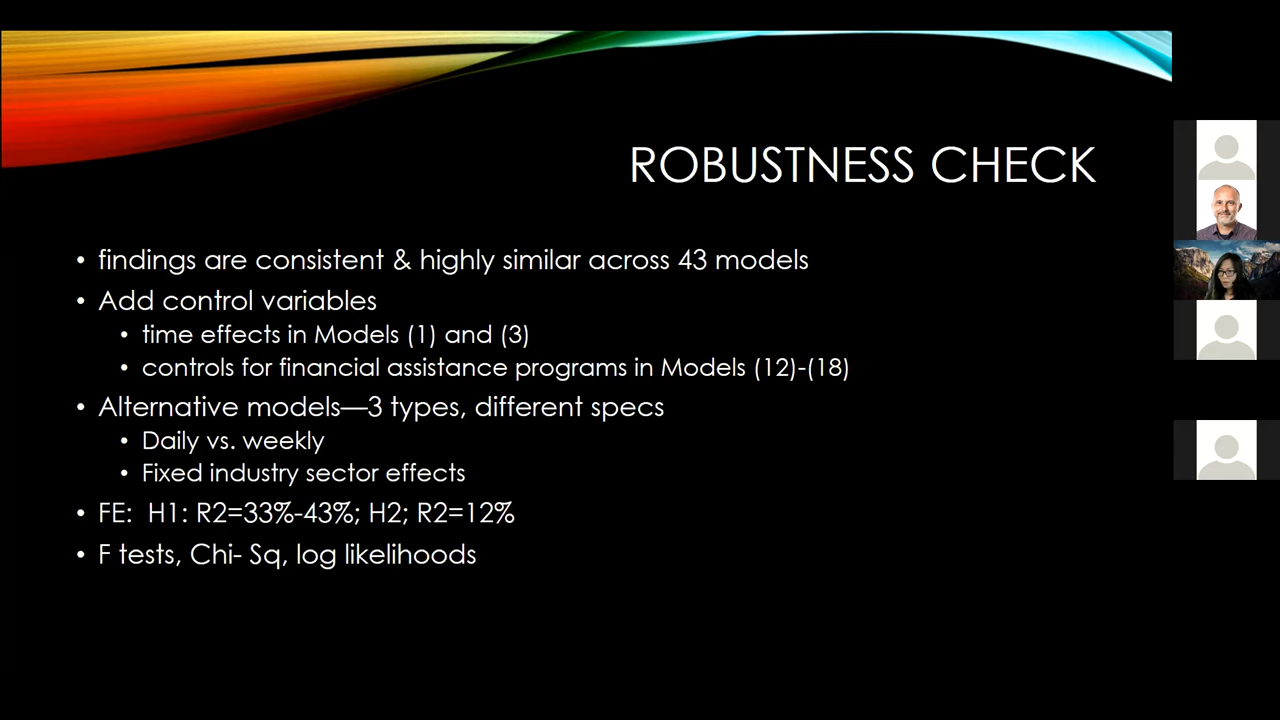 ROBUSTNESS CHECK
• findings are consistent & highly similar across 43 models
• Add control variables
• time effects in Models (1) and (3)
• controls for financial assistance programs in Models (12)-(18)
• Alternative models—3 types, different specs
• Daily vs. weekly
• Fixed industry sector effects
• FE:  H1: R2=33%-43%; H2; R2=12%
• F tests, Chi- Sq, log likelihoods